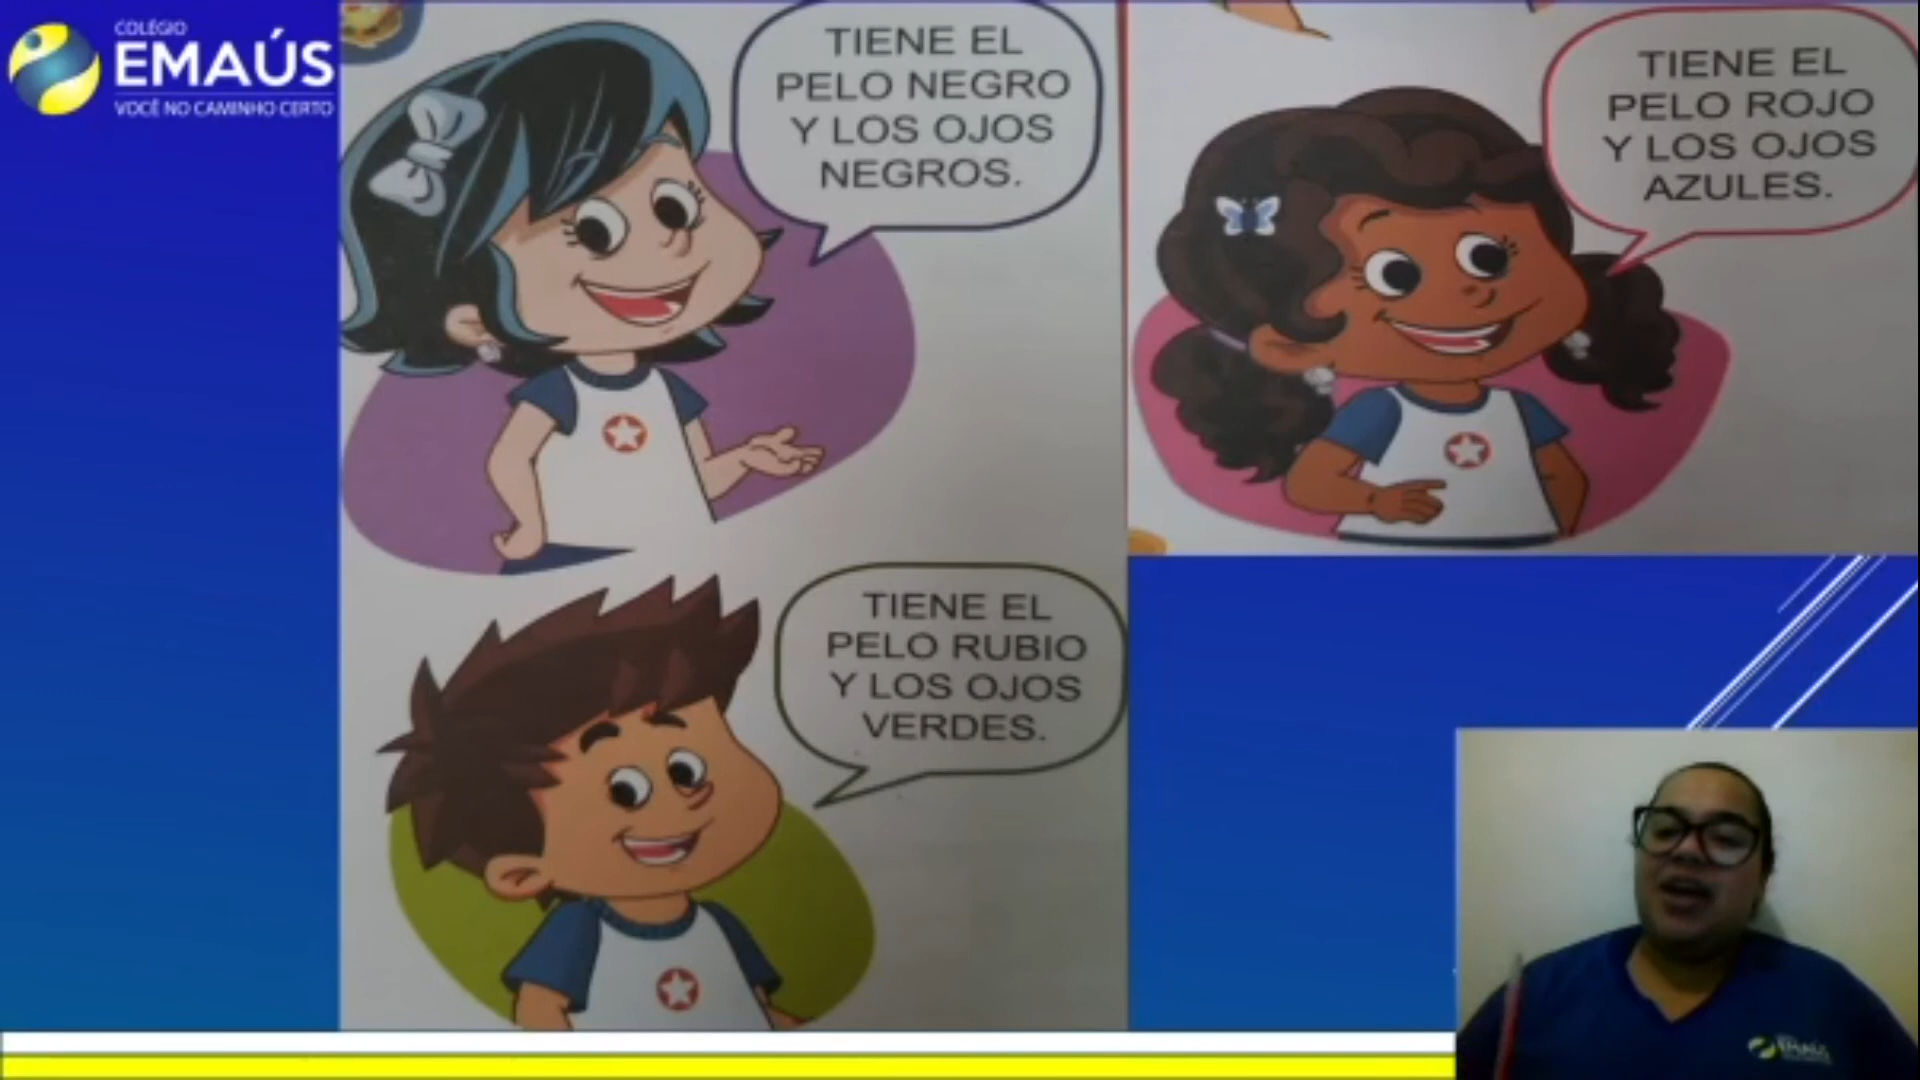 COLÉGIO
EMAÚS
VOCÊ NO CAMINHO CERTO
TIENE EL
PELO NEGRO
Y LOS OJOS
NEGROS.
TIENE EL
PELO ROJO
Y LOS OJOS
AZULES.
TIENE EL
PELO RUBIO
Y LOS OJOS
VERDES.
EMAÚS